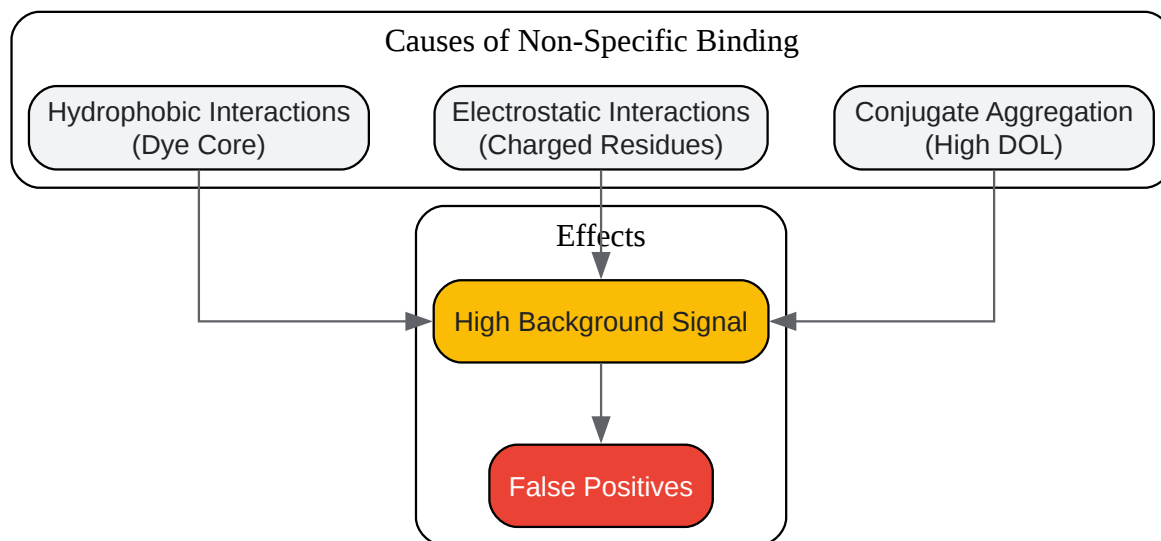 Causes of Non-Specific Binding
Hydrophobic Interactions
(Dye Core)
Electrostatic Interactions
(Charged Residues)
Conjugate Aggregation
(High DOL)
Effects
High Background Signal
False Positives